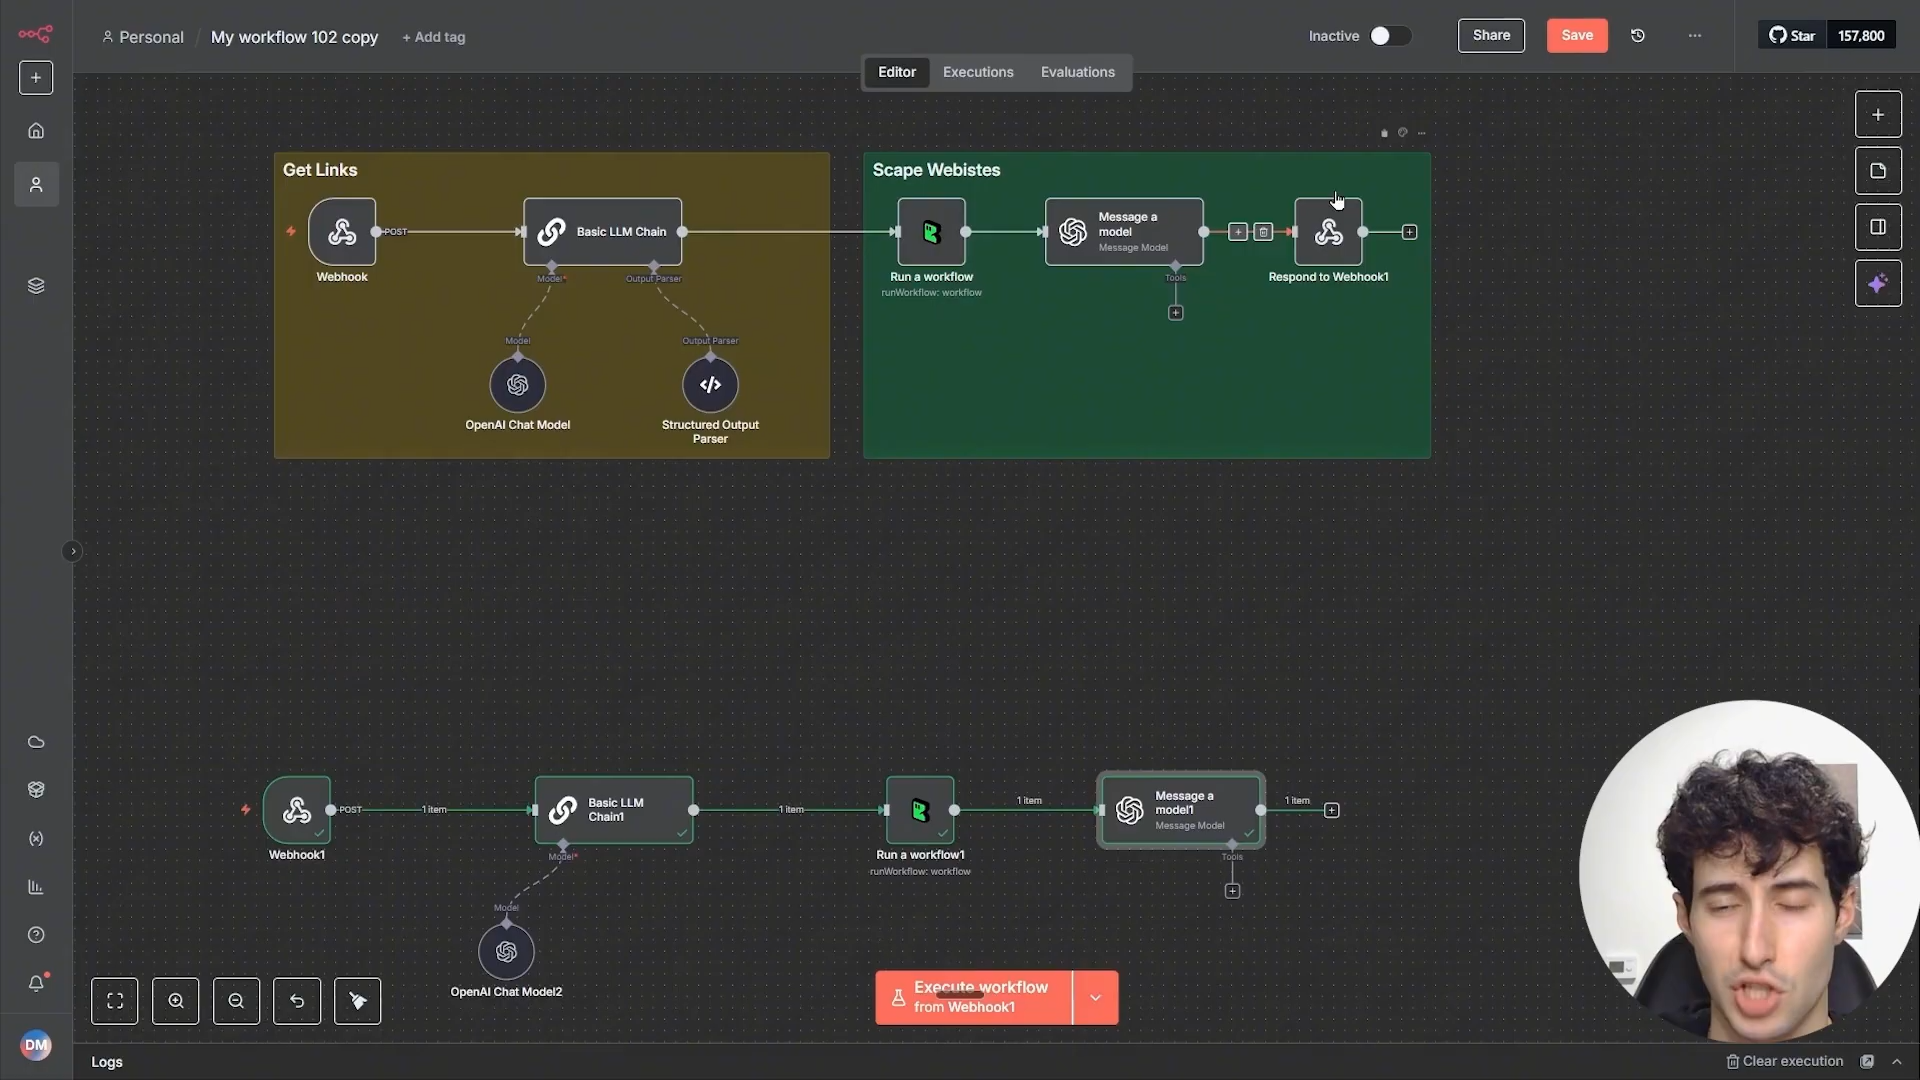 Personal / My workflow 102 copy + Add tag
Inactive
Share
Save
Star 157,800
Editor Executions Evaluations
Get Links
POST
Webhook
Basic LLM Chain
Model*
Output Parser
Model
Output Parser
OpenAI Chat Model
Structured Output
Parser
Scape Webistes
Run a workflow
runWorkflow: workflow
Message a
model
Message Model
Tools
Respond to Webhook1
POST
1 item
Webhook1
Basic LLM
Chain1
Model*
Model
OpenAI Chat Model2
1 item
Run a workflow1
runWorkflow: workflow
1 item
Message a
model1
Message Model
Tools
1 item
Execute workflow
from Webhook1
DM
Logs
Clear execution